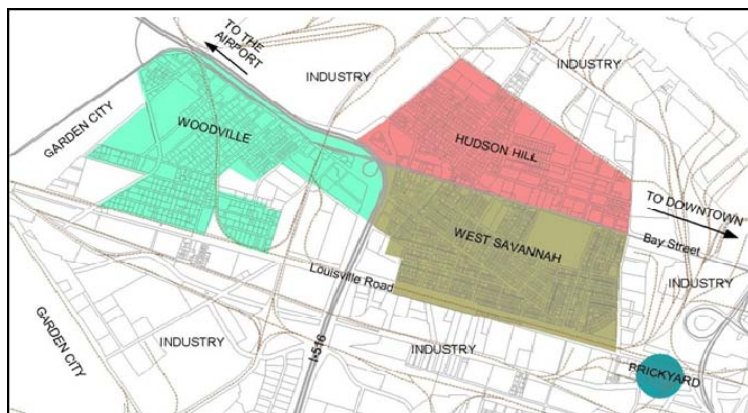 TO THE
AIRPORT
INDUSTRY
INDUSTRY
GARDEN CITY
WOODVILLE
HUDSON HILL
TO DOWNTOWN
WEST SAVANNAH
Bay Street
Louisville Road
INDUSTRY
GARDEN CITY
INDUSTRY
I-516
INDUSTRY
BRICKYARD